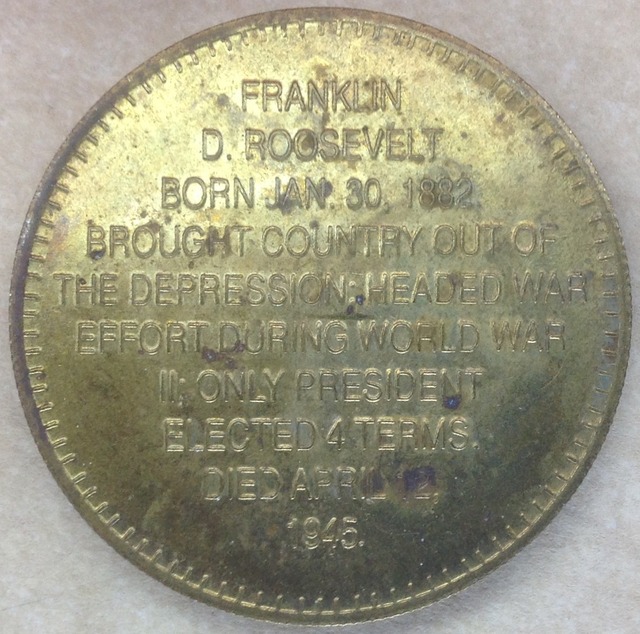 FRANKLIN
D. ROOSEVELT
BORN JAN. 30, 1882.
BROUGHT COUNTRY OUT OF
THE DEPRESSION; HEADED WAR
EFFORT DURING WORLD WAR
II; ONLY PRESIDENT
ELECTED 4 TERMS.
DIED APRIL 12,
1945.